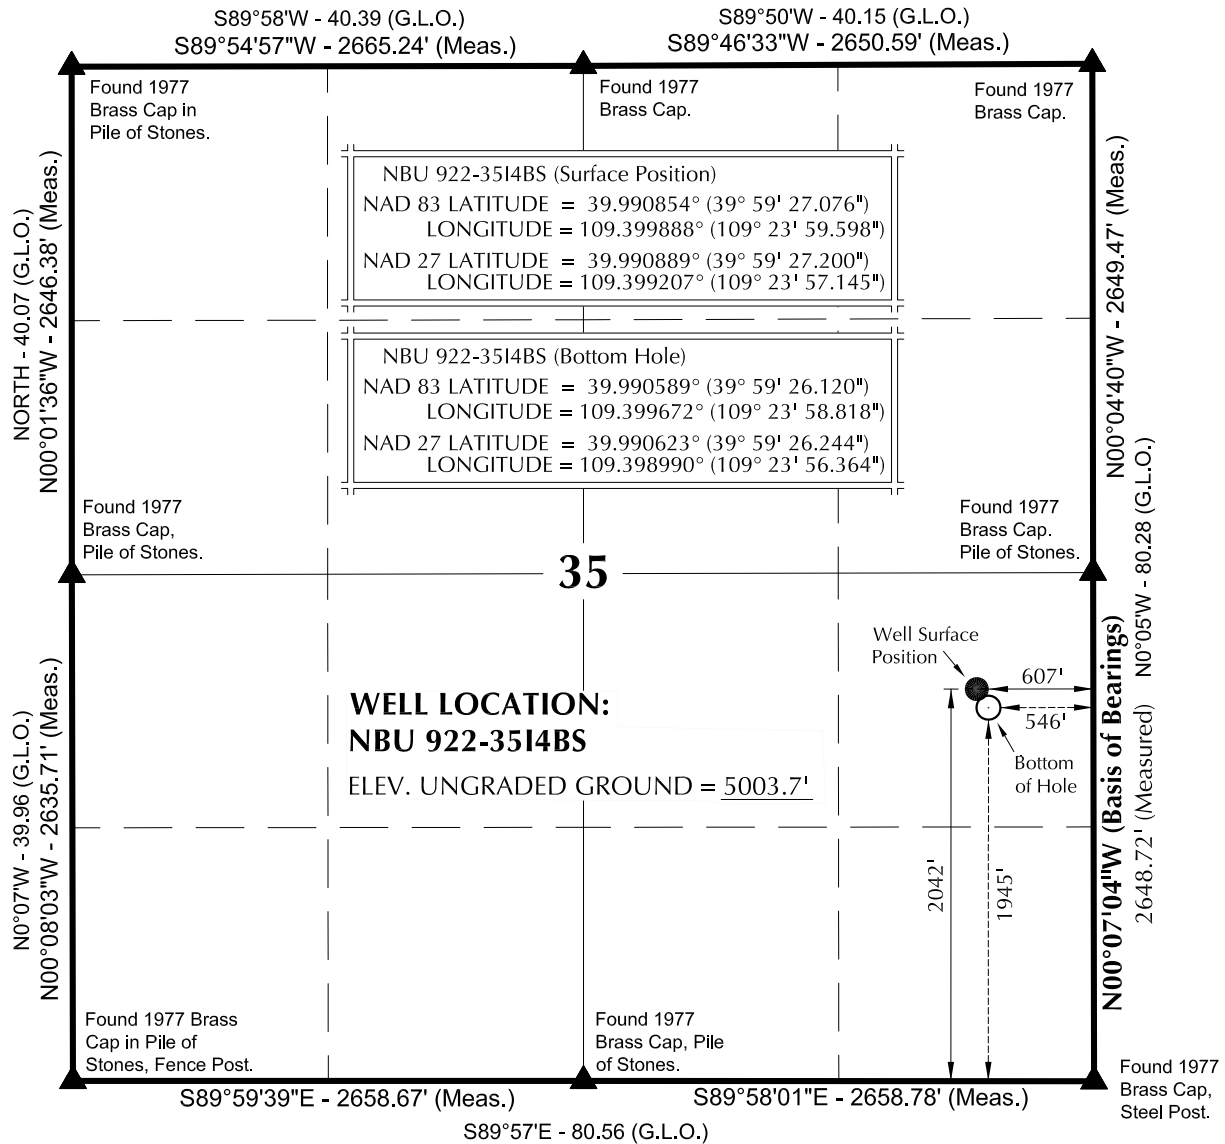 S89°58'W - 40.39 (G.L.O.)
S89°54'57"W - 2665.24' (Meas.)
S89°50'W - 40.15 (G.L.O.)
S89°46'33"W - 2650.59' (Meas.)
Found 1977
Brass Cap in
Pile of Stones.
Found 1977
Brass Cap.
Found 1977
Brass Cap.
NORTH - 40.07 (G.L.O.)
N00°01'36"W - 2646.38' (Meas.)
NBU 922-35I4BS (Surface Position)
NAD 83 LATITUDE = 39.990854° (39° 59' 27.076")
LONGITUDE = 109.399888° (109° 23' 59.598")
NAD 27 LATITUDE = 39.990889° (39° 59' 27.200")
LONGITUDE = 109.399207° (109° 23' 57.145")
NBU 922-35I4BS (Bottom Hole)
NAD 83 LATITUDE = 39.990589° (39° 59' 26.120")
LONGITUDE = 109.399672° (109° 23' 58.818")
NAD 27 LATITUDE = 39.990623° (39° 59' 26.244")
LONGITUDE = 109.398990° (109° 23' 56.364")
N00°04'40"W - 2649.47' (Meas.)
N0°05'W - 80.28 (G.L.O.)
Found 1977
Brass Cap,
Pile of Stones.
Found 1977
Brass Cap.
Pile of Stones.
35
N0°07'W - 39.96 (G.L.O.)
N00°08'03"W - 2635.71' (Meas.)
WELL LOCATION:
NBU 922-35I4BS
ELEV. UNGRADED GROUND = 5003.7'
Well Surface
Position
607'
546'
Bottom
of Hole
2042'
1945'
N00°07'04"W (Basis of Bearings)
2648.72' (Measured)
Found 1977 Brass
Cap in Pile of
Stones, Fence Post.
Found 1977
Brass Cap, Pile
of Stones.
Found 1977
Brass Cap,
Steel Post.
S89°59'39"E - 2658.67' (Meas.)
S89°58'01"E - 2658.78' (Meas.)
S89°57'E - 80.56 (G.L.O.)